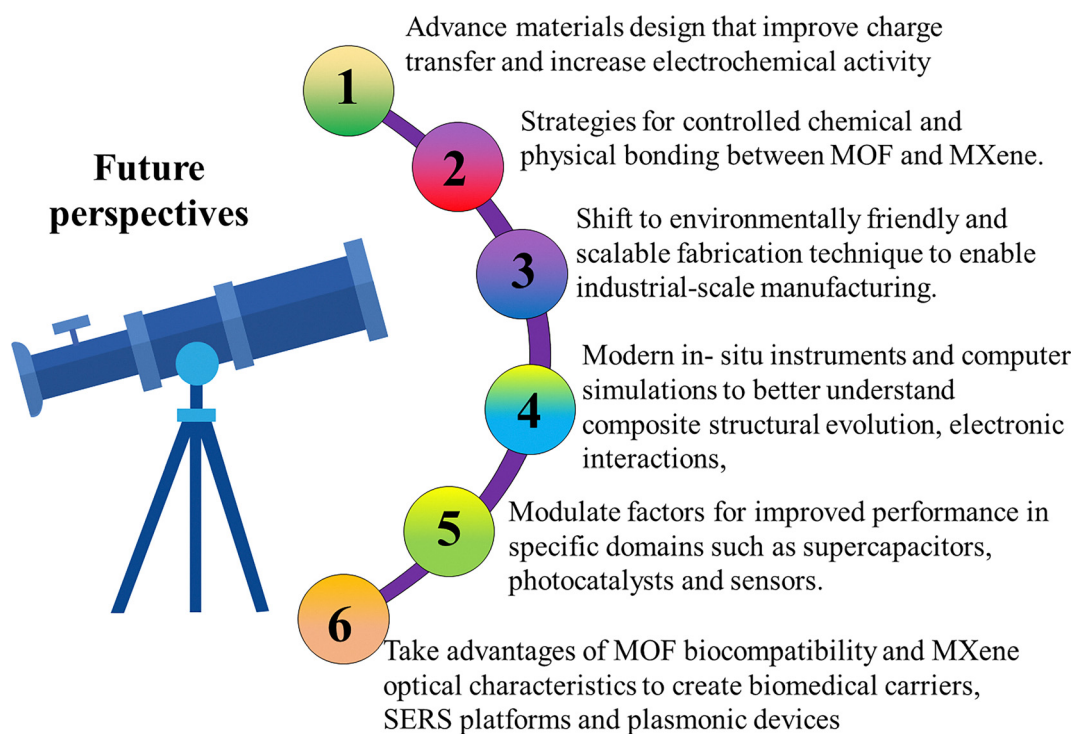 Future
perspectives
1
Advance materials design that improve charge
transfer and increase electrochemical activity
2
Strategies for controlled chemical and
physical bonding between MOF and MXene.
3
Shift to environmentally friendly and
scalable fabrication technique to enable
industrial-scale manufacturing.
4
Modern in- situ instruments and computer
simulations to better understand
composite structural evolution, electronic
interactions,
5
Modulate factors for improved performance in
specific domains such as supercapacitors,
photocatalysts and sensors.
6
Take advantages of MOF biocompatibility and MXene
optical characteristics to create biomedical carriers,
SERS platforms and plasmonic devices